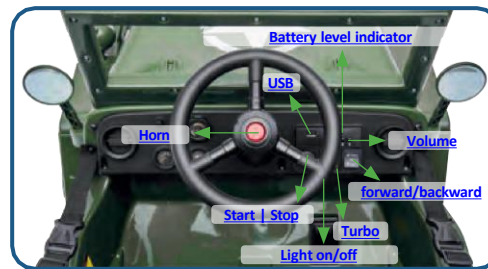 Battery level indicator
USB
Horn
Volume
forward/backward
Start | Stop
Turbo
Light on/off